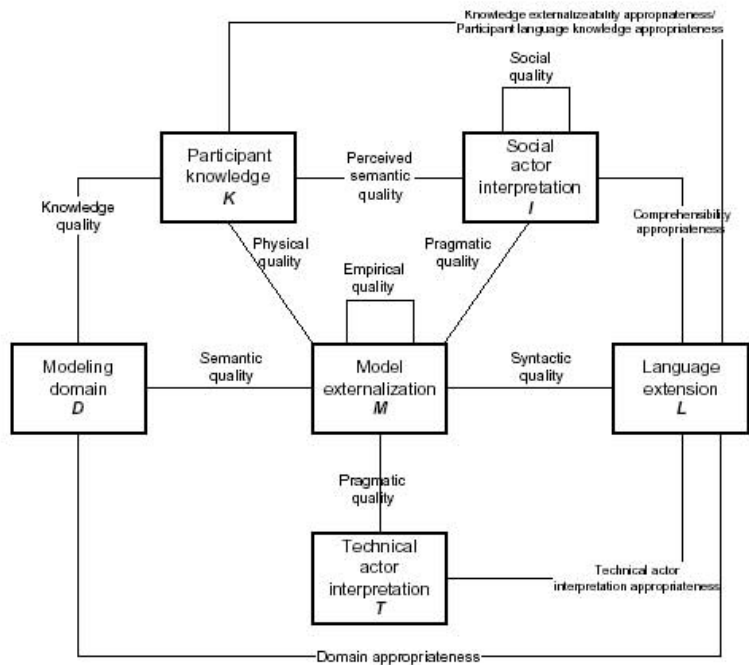 Knowledge externalizeability appropriateness/
Participant language knowledge appropriateness
Social
quality
Participant
knowledge
K
Perceived
semantic
quality
Social
actor
interpretation
I
Knowledge
quality
Comprehensibility
appropriateness
Physical
quality
Pragmatic
quality
Empirical
quality
Modeling
domain
D
Semantic
quality
Model
externalization
M
Syntactic
quality
Language
extension
L
Pragmatic
quality
Technical
actor
interpretation
T
Technical actor
interpretation appropriateness
Domain appropriateness